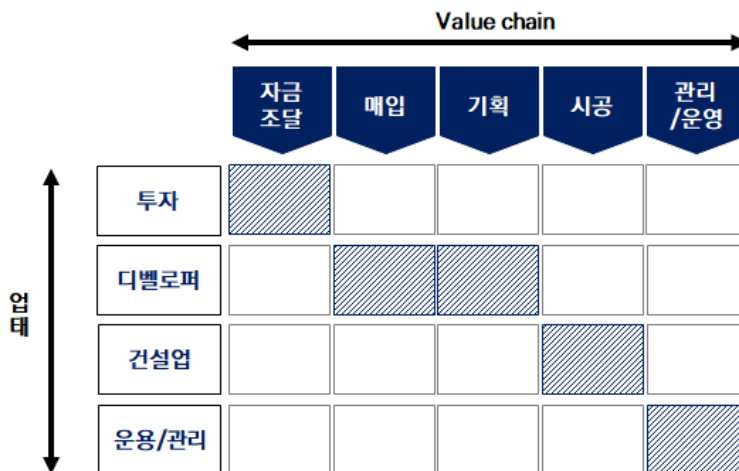 Value chain
자금
조달
매입
기획
시공
관리
/운영
업
태
투자
디벨로퍼
건설업
운용/관리